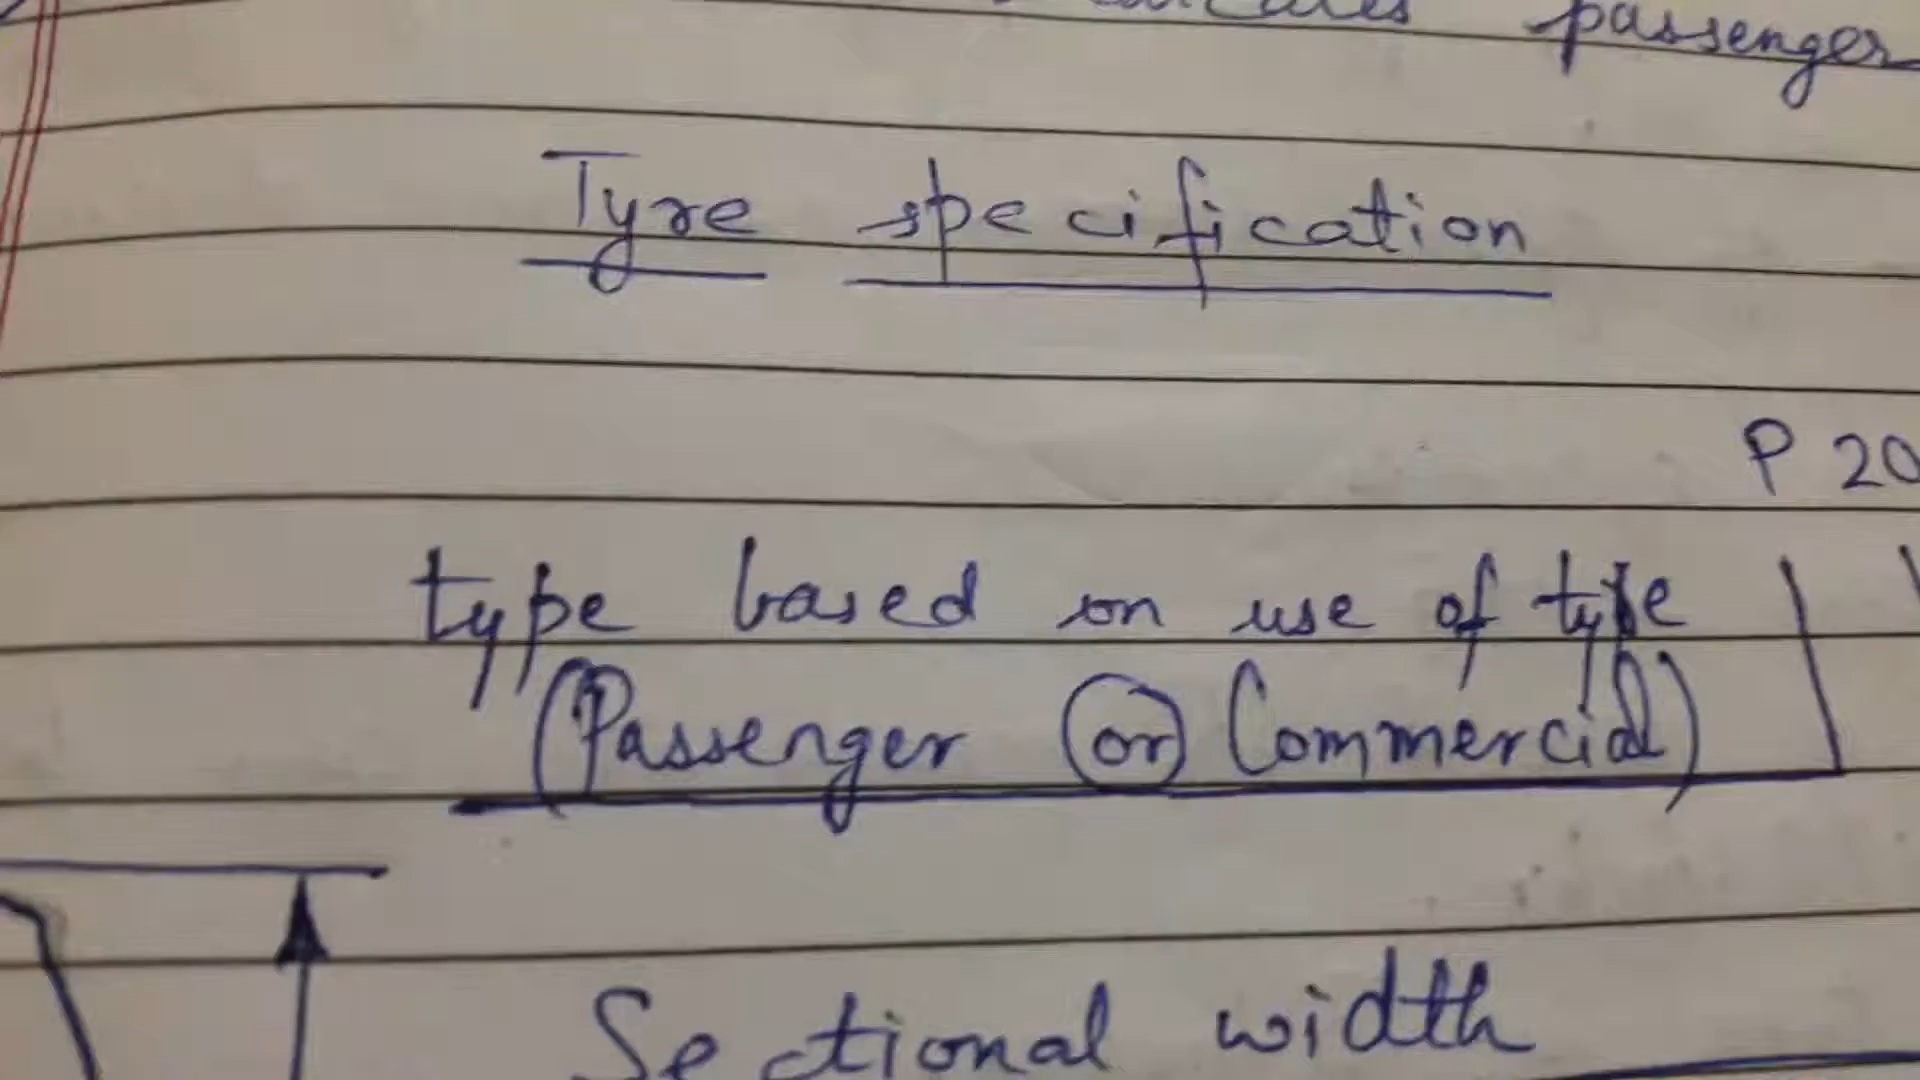 passenger
Tyre specification
P 20
type based on use of tyre
(Passenger or Commercial)
Sectional width